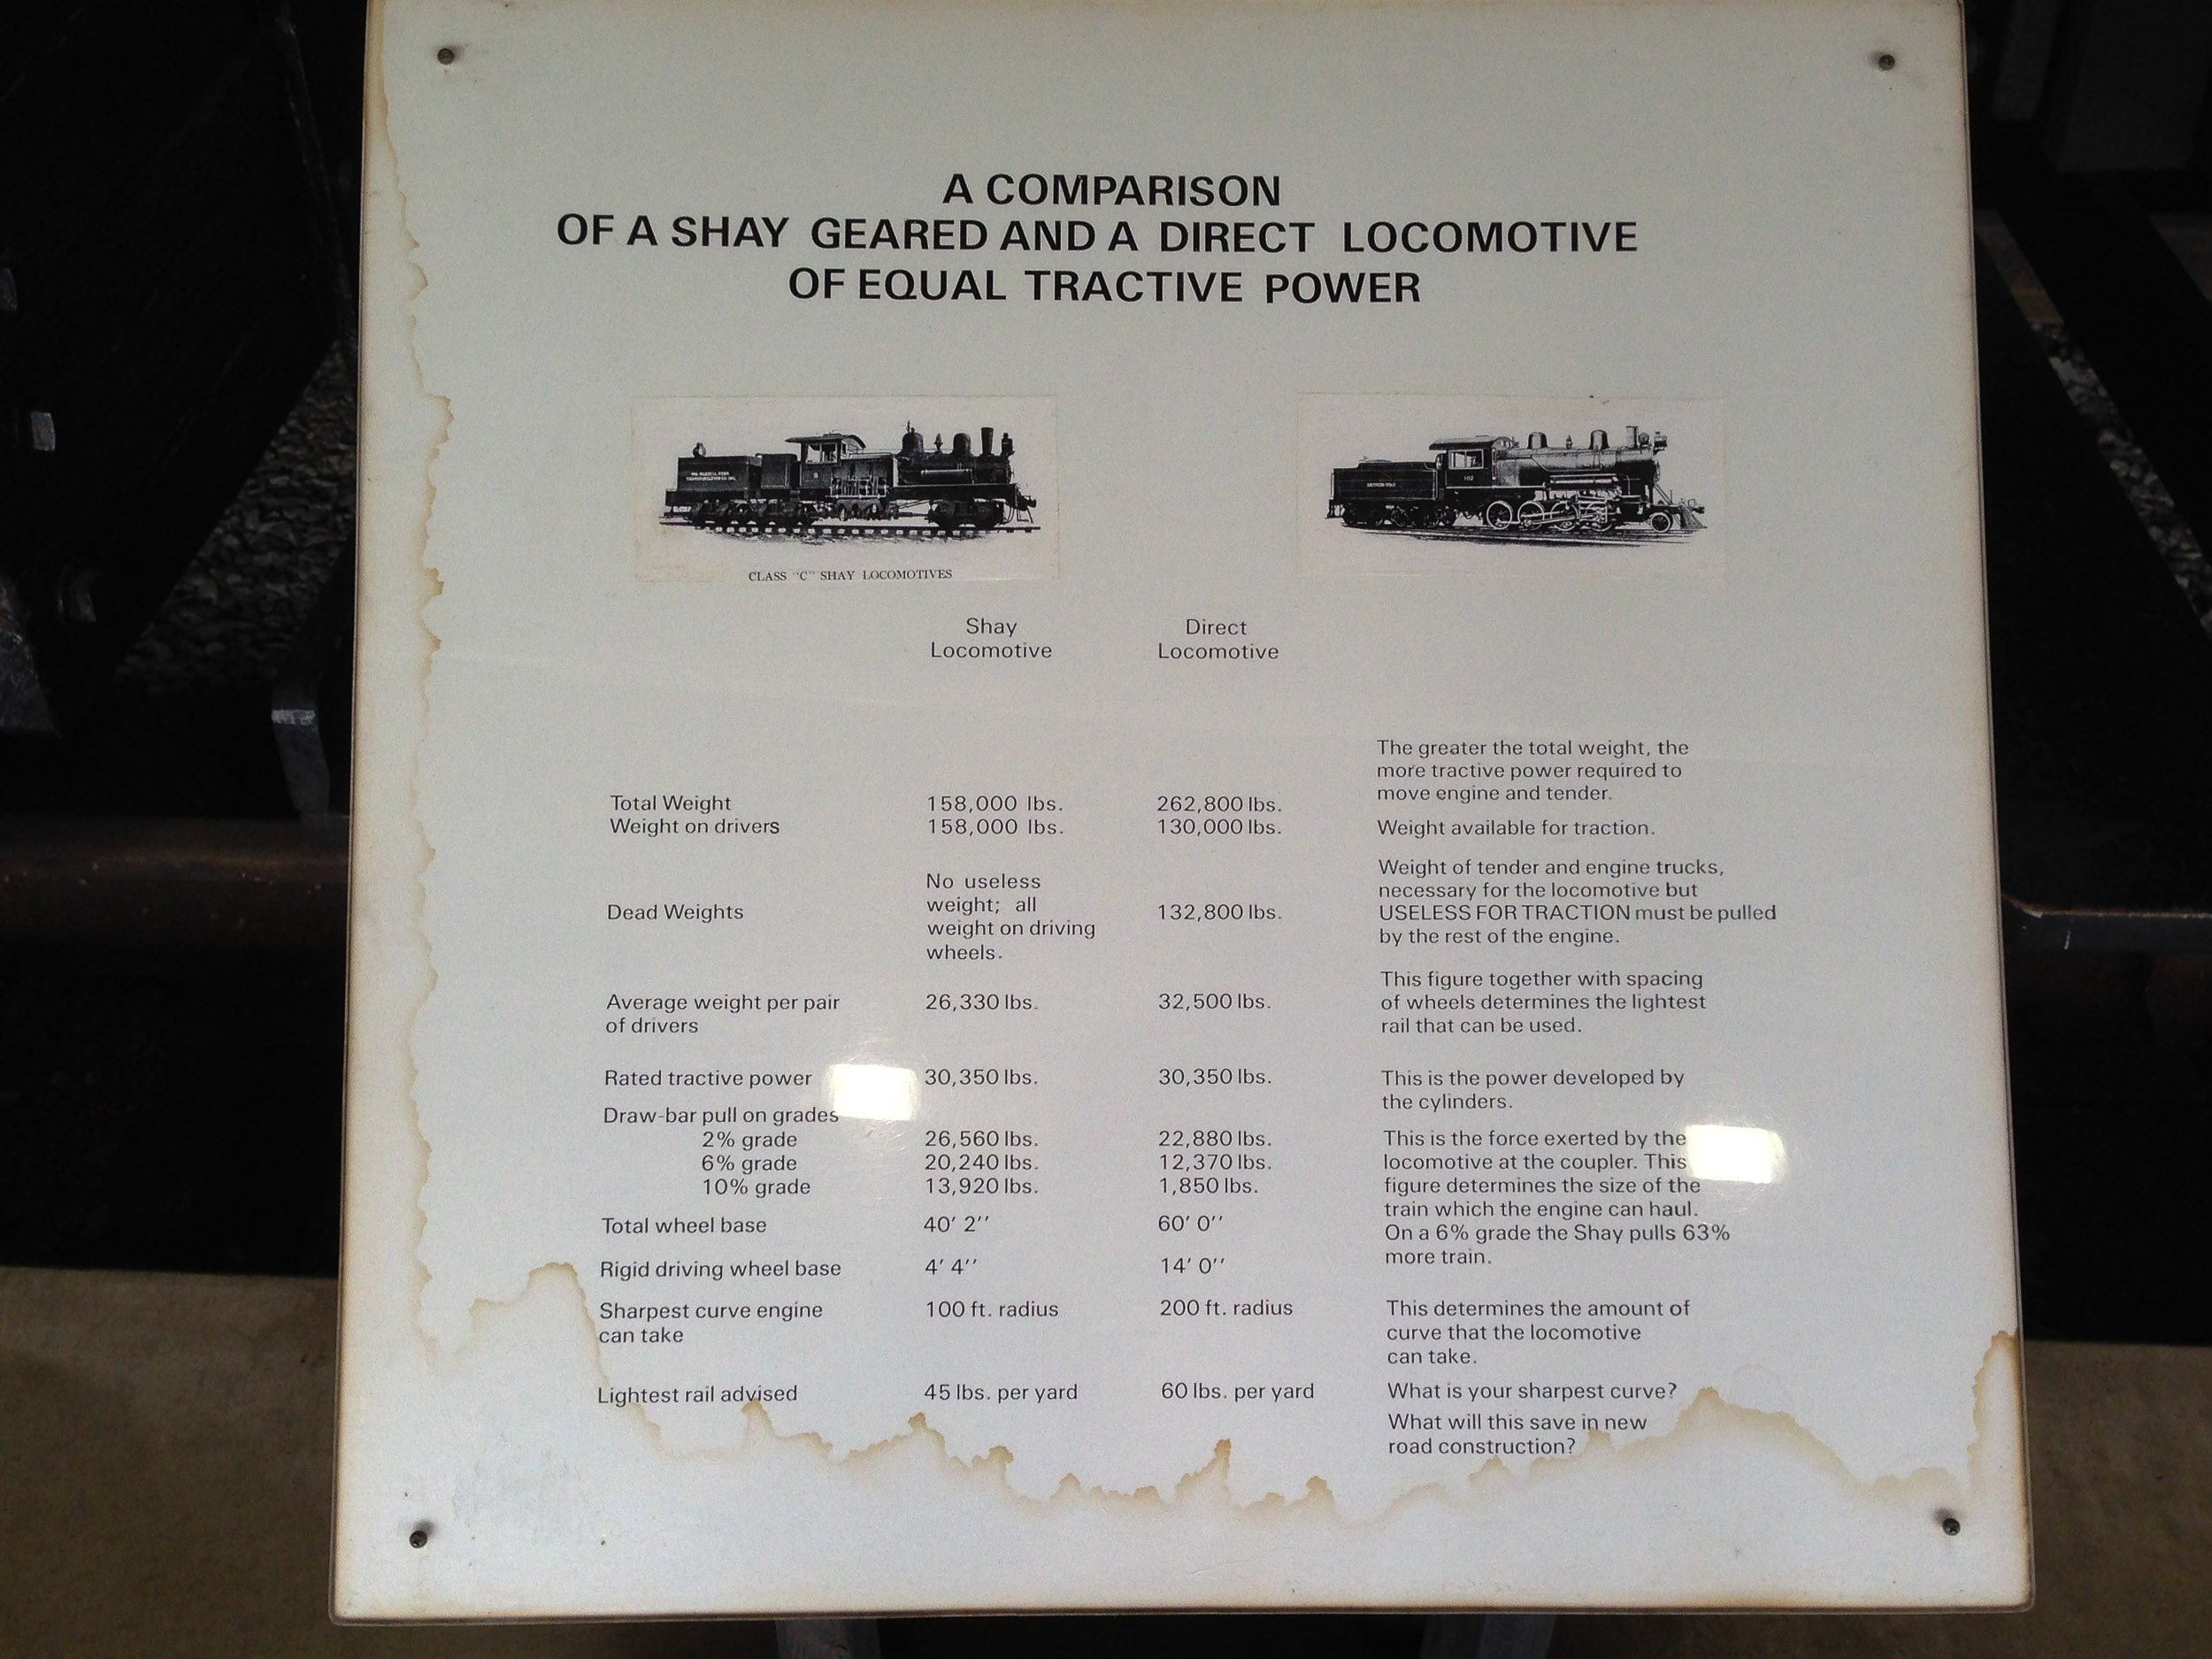 A COMPARISON
OF A SHAY GEARED AND A DIRECT LOCOMOTIVE
OF EQUAL TRACTIVE POWER
102
CLASS "C" SHAY LOCOMOTIVES
Shay Locomotive
Direct Locomotive
The greater the total weight, the
more tractive power required to
move engine and tender.
Total Weight 158,000 lbs. 262,800 lbs.
Weight on drivers 158,000 lbs. 130,000 lbs. Weight available for traction.
Dead Weights
No useless
weight; all
weight on driving
wheels.
132,800 lbs.
Weight of tender and engine trucks,
necessary for the locomotive but
USELESS FOR TRACTION must be pulled
by the rest of the engine.
Average weight per pair
of drivers
26,330 lbs. 32,500 lbs.
This figure together with spacing
of wheels determines the lightest
rail that can be used.
Rated tractive power 30,350 lbs. 30,350 lbs.
This is the power developed by
the cylinders.
Draw-bar pull on grades
2% grade 26,560 lbs. 22,880 lbs.
6% grade 20,240 lbs. 12,370 lbs.
10% grade 13,920 lbs. 1,850 lbs.
This is the force exerted by the
locomotive at the coupler. This
figure determines the size of the
train which the engine can haul.
On a 6% grade the Shay pulls 63%
more train.
Total wheel base 40' 2'' 60' 0''
Rigid driving wheel base 4' 4'' 14' 0''
Sharpest curve engine
can take
100 ft. radius 200 ft. radius
This determines the amount of
curve that the locomotive
can take.
Lightest rail advised 45 lbs. per yard 60 lbs. per yard
What is your sharpest curve?
What will this save in new
road construction?